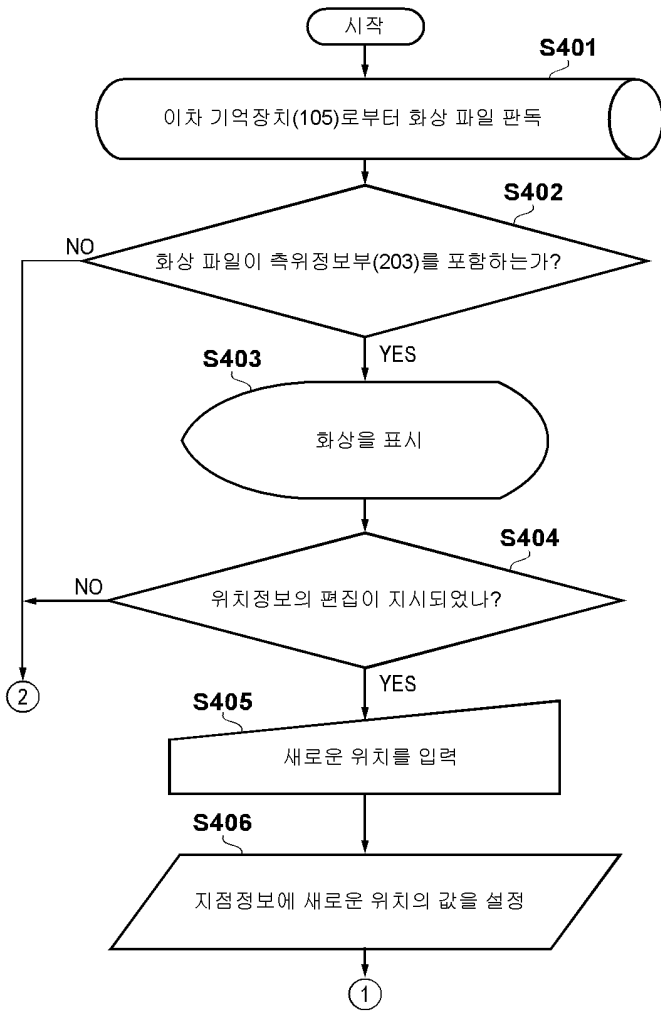 시작
S401
이차 기억장치(105)로부터 화상 파일 판독
S402
NO
화상 파일이 측위정보부(203)를 포함하는가?
YES
S403
화상을 표시
S404
NO
위치정보의 편집이 지시되었나?
YES
2
S405
새로운 위치를 입력
S406
지점정보에 새로운 위치의 값을 설정
1